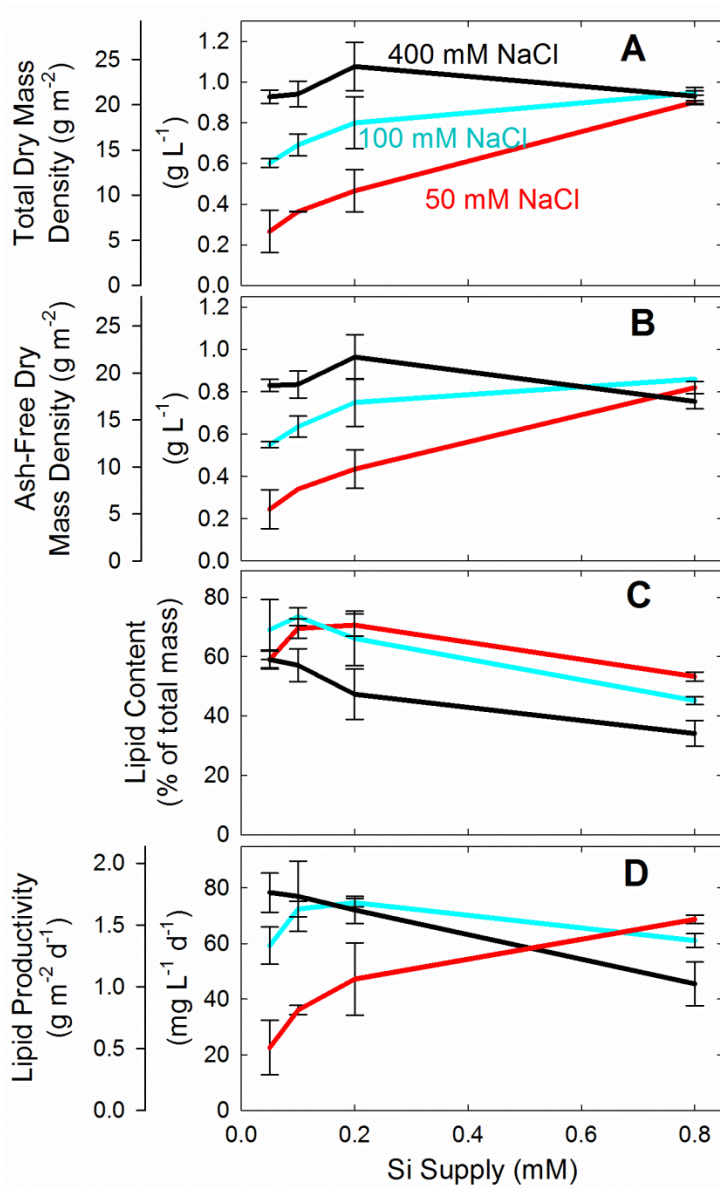 Total Dry Mass
Density (g m⁻²)
25
20
15
10
5
0
(g L⁻¹)
1.2
1.0
0.8
0.6
0.4
0.2
0.0
A
400 mM NaCl
100 mM NaCl
50 mM NaCl
Ash-Free Dry
Mass Density (g m⁻²)
25
20
15
10
5
0
(g L⁻¹)
1.2
1.0
0.8
0.6
0.4
0.2
0.0
B
Lipid Content
(% of total mass)
80
60
40
20
0
C
Lipid Productivity
(g m⁻² d⁻¹)
2.0
1.5
1.0
0.5
0.0
(mg L⁻¹ d⁻¹)
80
60
40
20
0
D
0.0
0.2
0.4
0.6
0.8
Si Supply (mM)